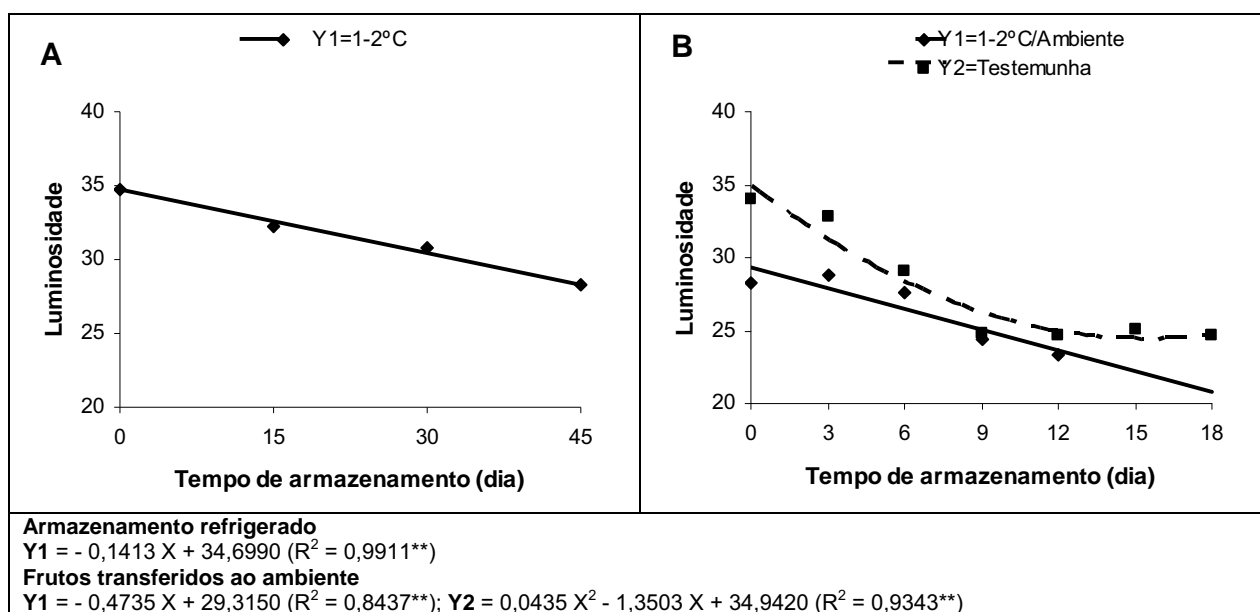 A
Y1=1-2ºC
40
35
30
25
20
Luminosidade
0 15 30 45
Tempo de armazenamento (dia)
B
Y1=1-2ºC/Ambiente
Y2=Testemunha
40
35
30
25
20
Luminosidade
0 3 6 9 12 15 18
Tempo de armazenamento (dia)
Armazenamento refrigerado
Y1 = - 0,1413 X + 34,6990 (R² = 0,9911**)
Frutos transferidos ao ambiente
Y1 = - 0,4735 X + 29,3150 (R² = 0,8437**); Y2 = 0,0435 X² - 1,3503 X + 34,9420 (R² = 0,9343**)